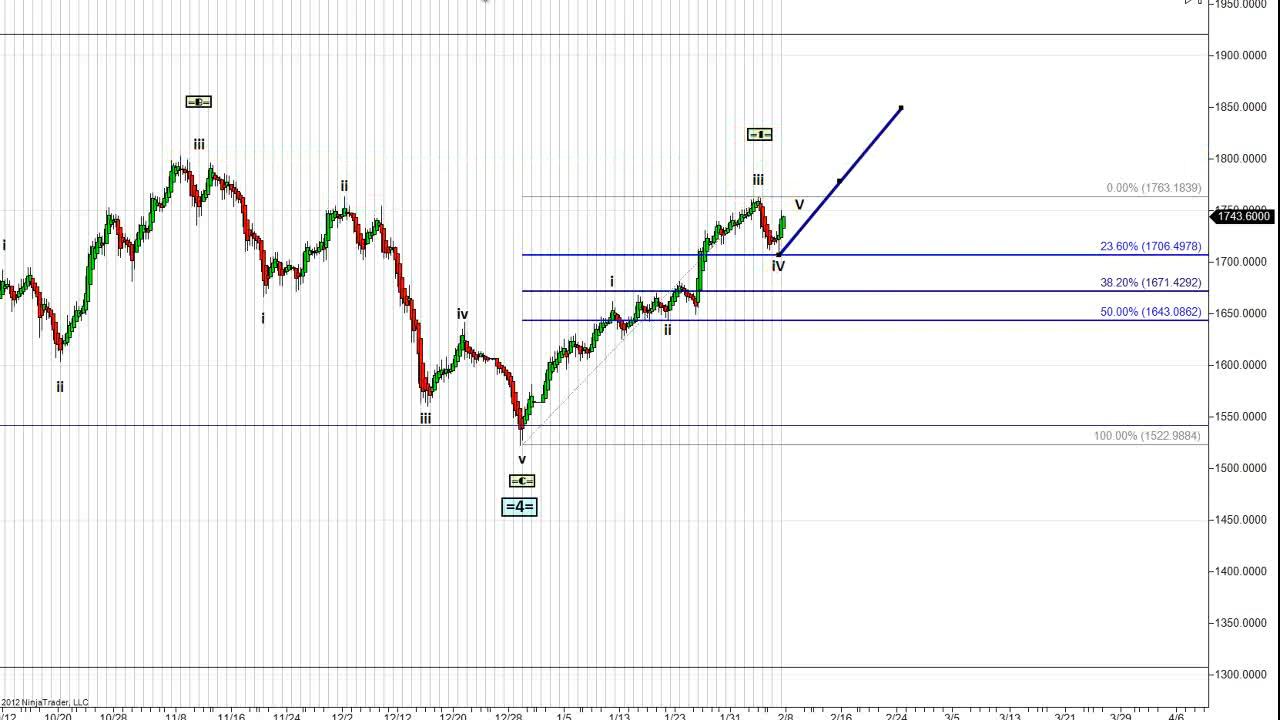 1950.0000
1900.0000
1850.0000
1800.0000
iii
iii
ii
0.00% (1763.1839)
V
1743.6000
i
23.60% (1706.4978)
1700.0000
iV
i
38.20% (1671.4292)
50.00% (1643.0862)
1650.0000
i
iv
ii
1600.0000
ii
iii
1550.0000
100.00% (1522.9884)
v
1500.0000
=C=
=4=
1450.0000
1400.0000
1350.0000
1300.0000
2012 NinjaTrader, LLC
10/20 10/28 11/8 11/16 11/24 12/2 12/12 12/20 12/28 1/5 1/13 1/23 1/31 2/8 2/16 2/24 3/5 3/13 3/21 3/29 4/6